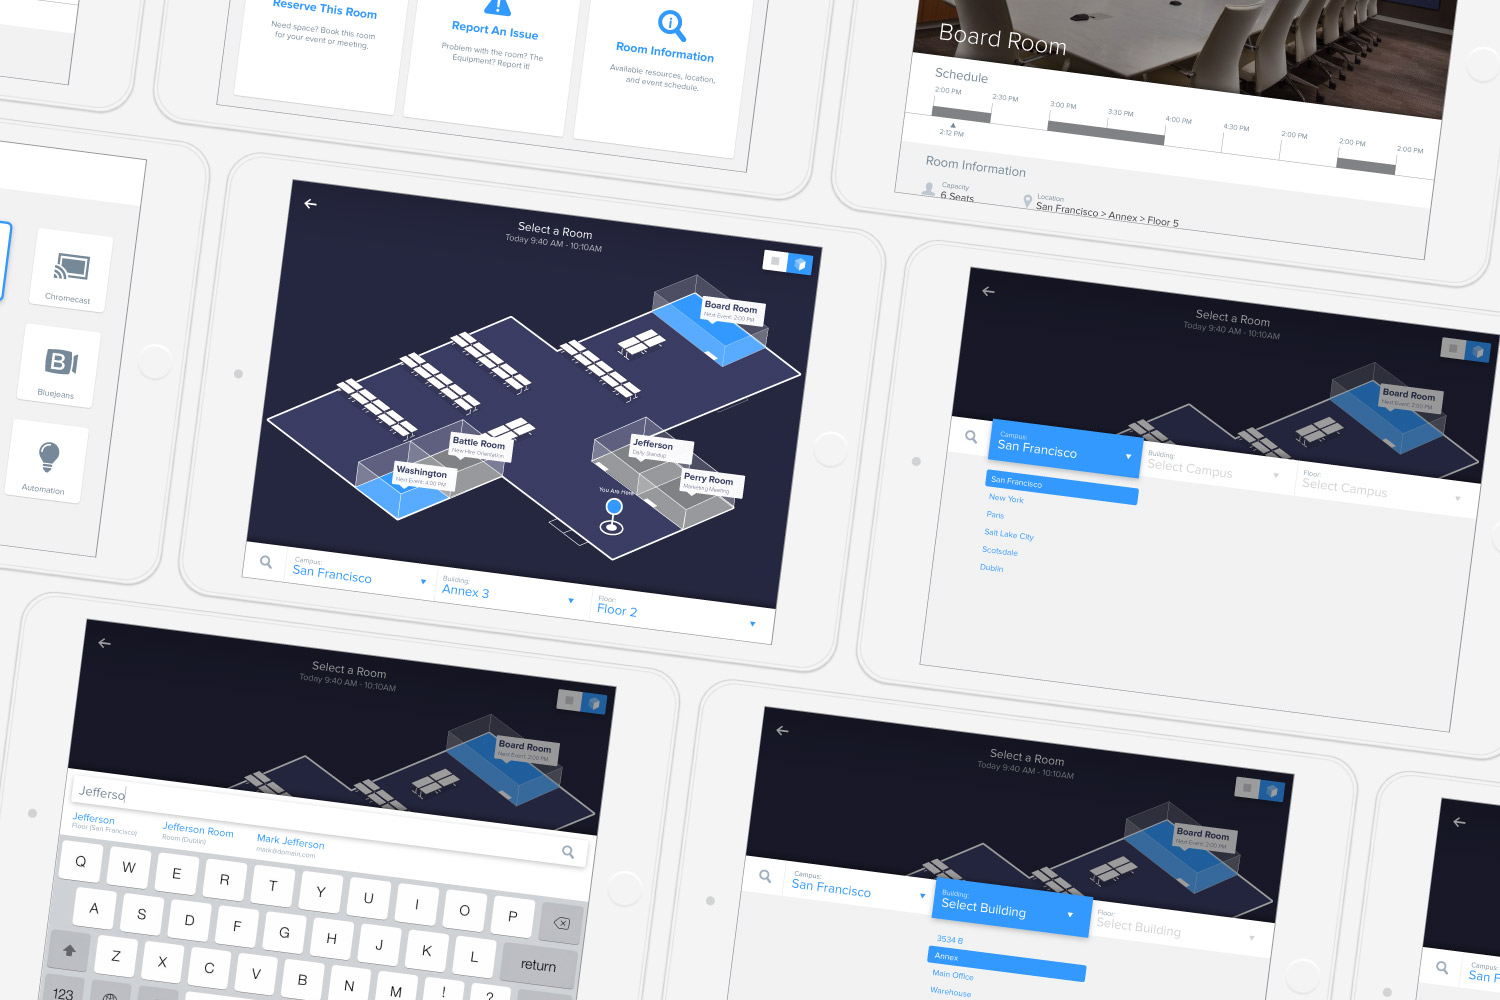 Reserve This Room
Need space? Book this room
for your event or meeting.
Report An Issue
Problem with the room? The
Equipment? Report it!
Room Information
Available resources, location,
and event schedule.
Board Room
Schedule
2:00 PM
2:30 PM
3:00 PM
3:30 PM
4:00 PM
4:30 PM
2:00 PM
2:00 PM
2:00 PM
2:12 PM
Room Information
Capacity
6 Seats
Location
San Francisco > Annex > Floor 5
Chromecast
B
Bluejeans
Automation
Select a Room
Today 9:40 AM - 10:10AM
Board Room
Next Event: 2:00 PM
Battle Room
New Hire Orientation
Washington
Next Event: 4:00 PM
Jefferson
Daily Standup
Perry Room
Marketing Meeting
You Are Here
Campus:
San Francisco
Building:
Annex 3
Floor:
Floor 2
Select a Room
Today 9:40 AM - 10:10AM
Board Room
Next Event: 2:00 PM
Campus:
San Francisco
Building:
Select Campus
Floor:
Select Campus
San Francisco
New York
Paris
Salt Lake City
Scotsdale
Dublin
Select a Room
Today 9:40 AM - 10:10AM
Board Room
Next Event: 2:00 PM
Jefferso
Jefferson
Floor (San Francisco)
Jefferson Room
Room (Dublin)
Mark Jefferson
mark@domain.com
Q W E R T Y U I O P
A S D F G H J K L return
Z X C V B N M ! ?
123
Select a Room
Today 9:40 AM - 10:10AM
Board Room
Next Event: 2:00 PM
Campus:
San Francisco
Building:
Select Building
Floor:
Select Building
3534 B
Annex
Main Office
Warehouse
Campus:
San F